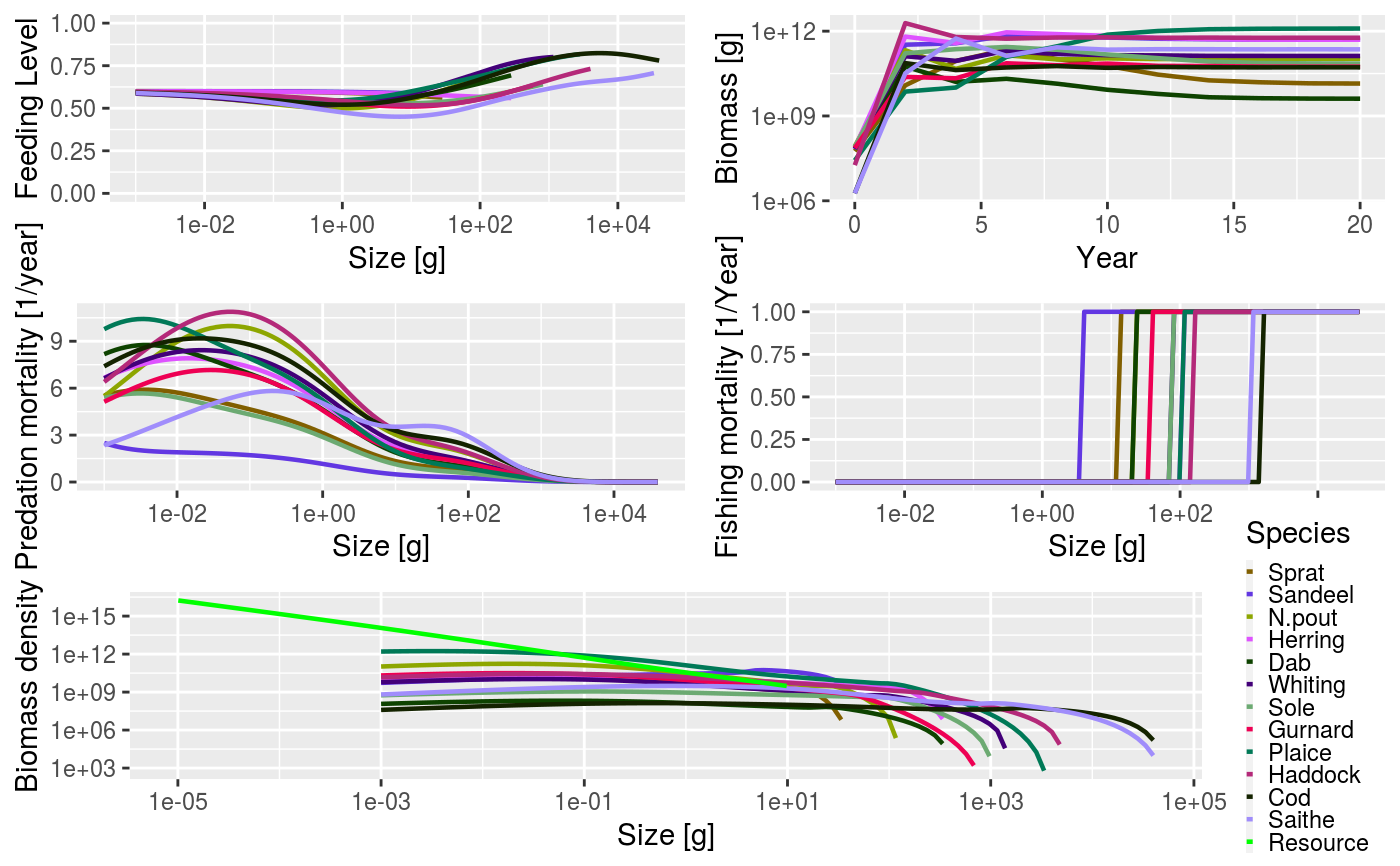 Feeding Level
1.00
0.75
0.50
0.25
0.00
1e-02 1e+00 1e+02 1e+04
Size [g]
Biomass [g]
1e+12
1e+09
1e+06
0 5 10 15 20
Year
Predation mortality [1/year]
9
6
3
0
1e-02 1e+00 1e+02 1e+04
Size [g]
Fishing mortality [1/Year]
1.00
0.75
0.50
0.25
0.00
1e-02 1e+00 1e+02
Size [g]
Biomass density
1e+15
1e+12
1e+09
1e+06
1e+03
1e-05 1e-03 1e-01 1e+01 1e+03 1e+05
Size [g]
Species
Sprat
Sandeel
N.pout
Herring
Dab
Whiting
Sole
Gurnard
Plaice
Haddock
Cod
Saithe
Resource